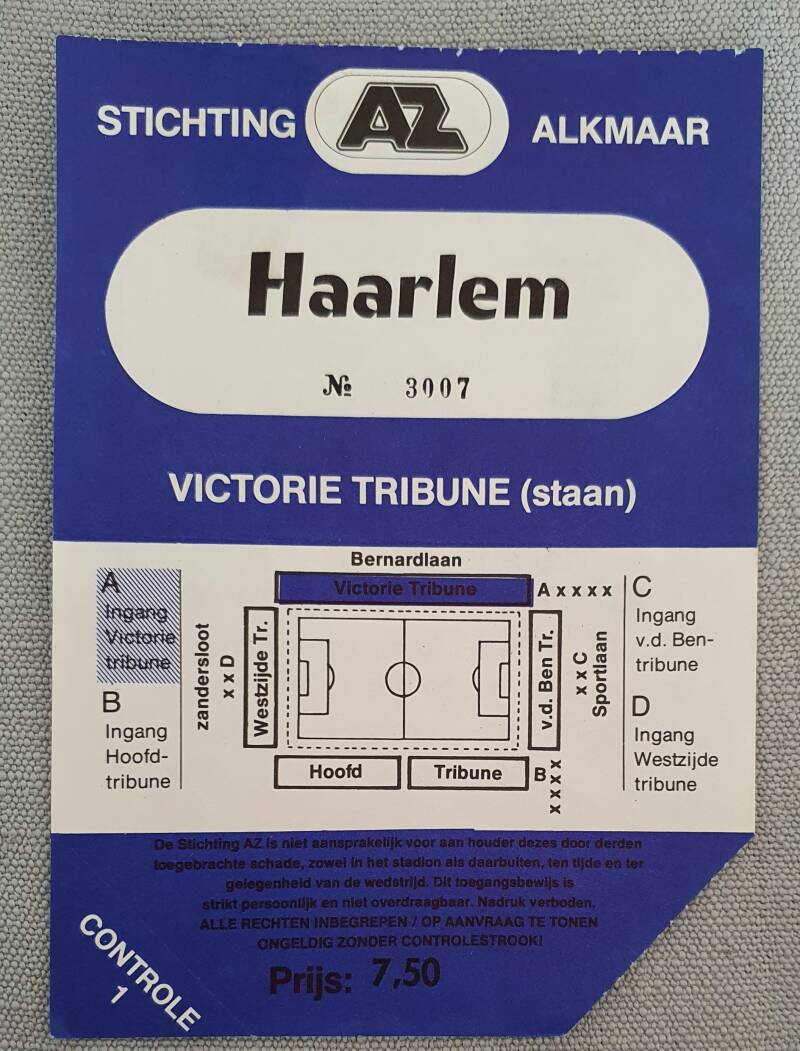 STICHTING AZ ALKMAAR
Haarlem
№ 3007
VICTORIE TRIBUNE (staan)
Bernardlaan
Victorie Tribune
A x x x x
A
Ingang
Victorie
tribune
B
Ingang
Hoofd-
tribune
zandersloot
x x D
Westzijde Tr.
v.d. Ben Tr.
x x C
Sportlaan
Hoofd
Tribune
B x x x x
C
Ingang
v.d. Ben-
tribune
D
Ingang
Westzijde
tribune
De Stichting AZ is niet aansprakelijk voor aan houder dezes door derden
toegebrachte schade, zowel in het stadion als daarbuiten, ten tijde en ter
gelegenheid van de wedstrijd. Dit toegangsbewijs is
strikt persoonlijk en niet overdraagbaar. Nadruk verboden.
ALLE RECHTEN INBEGREPEN / OP AANVRAAG TE TONEN
ONGELDIG ZONDER CONTROLESTROOK!
Prijs: 7,50
CONTROLE
1